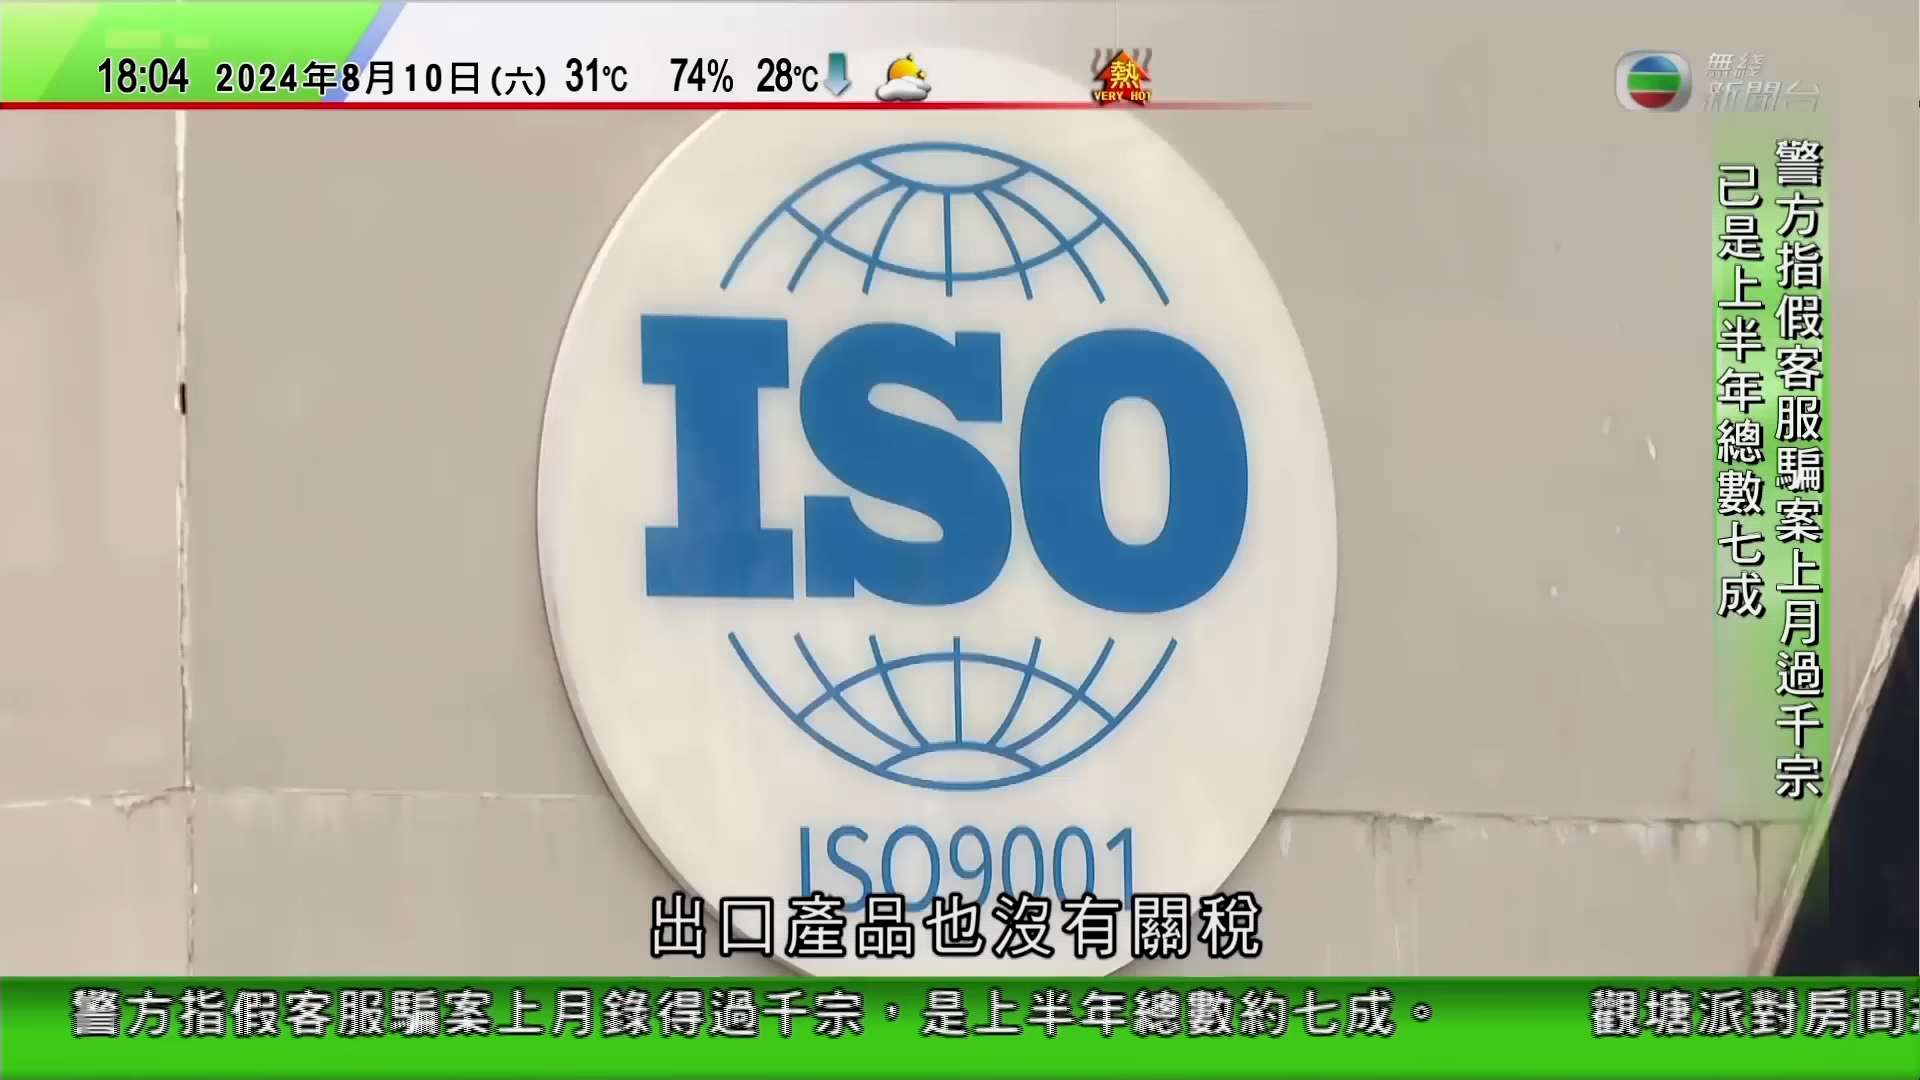 18:04 2024年8月10日(六) 31℃ 74% 28℃
熱
VERY HOT
無綫
新聞台
警方指假客服騙案上月過千宗
已是上半年總數七成
ISO
ISO9001
出口產品也沒有關稅
警方指假客服騙案上月錄得過千宗，是上半年總數約七成。 觀塘派對房間